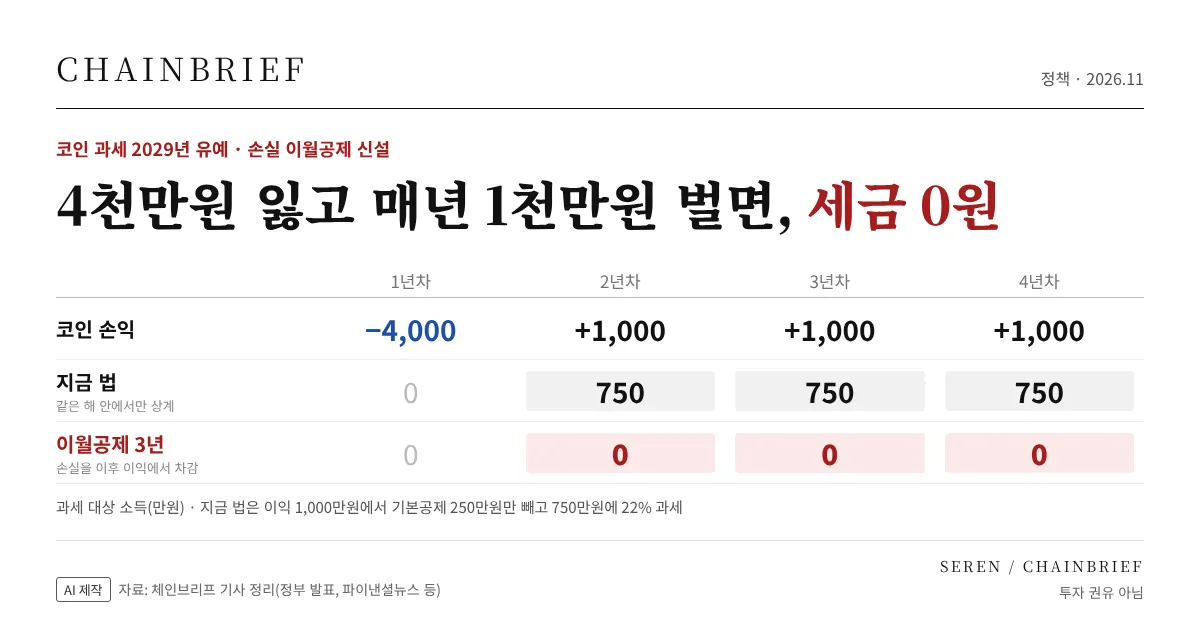 CHAINBRIEF
정책 · 2026.11
코인 과세 2029년 유예 · 손실 이월공제 신설
4천만원 잃고 매년 1천만원 벌면, 세금 0원
1년차 2년차 3년차 4년차
코인 손익 −4,000 +1,000 +1,000 +1,000
지금 법 0 750 750 750
같은 해 안에서만 상계
이월공제 3년 0 0 0 0
손실을 이후 이익에서 차감
과세 대상 소득(만원) · 지금 법은 이익 1,000만원에서 기본공제 250만원만 빼고 750만원에 22% 과세
SEREN / CHAINBRIEF
AI 제작 자료: 체인브리프 기사 정리(정부 발표, 파이낸셜뉴스 등)
투자 권유 아님